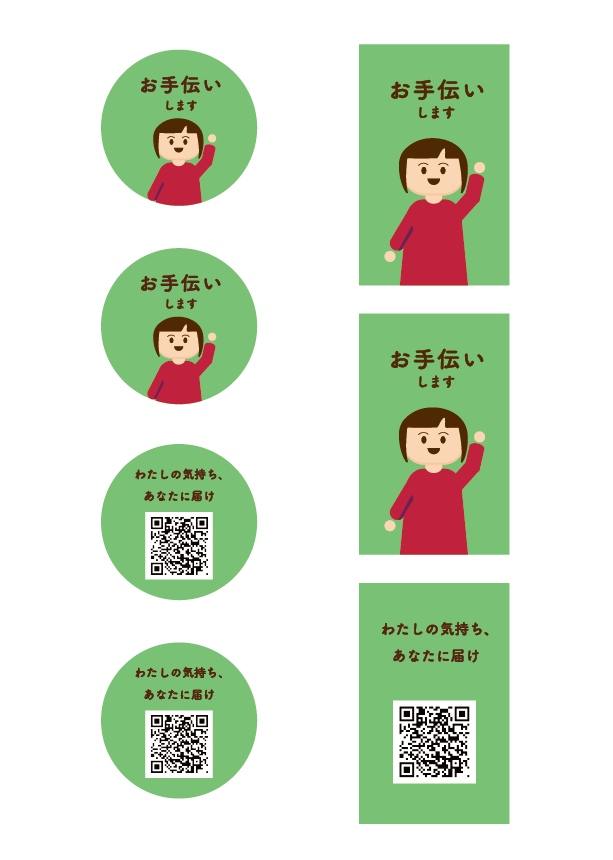 お手伝い
します
お手伝い
します
わたしの気持ち、
あなたに届け
わたしの気持ち、
あなたに届け
お手伝い
します
お手伝い
します
わたしの気持ち、
あなたに届け